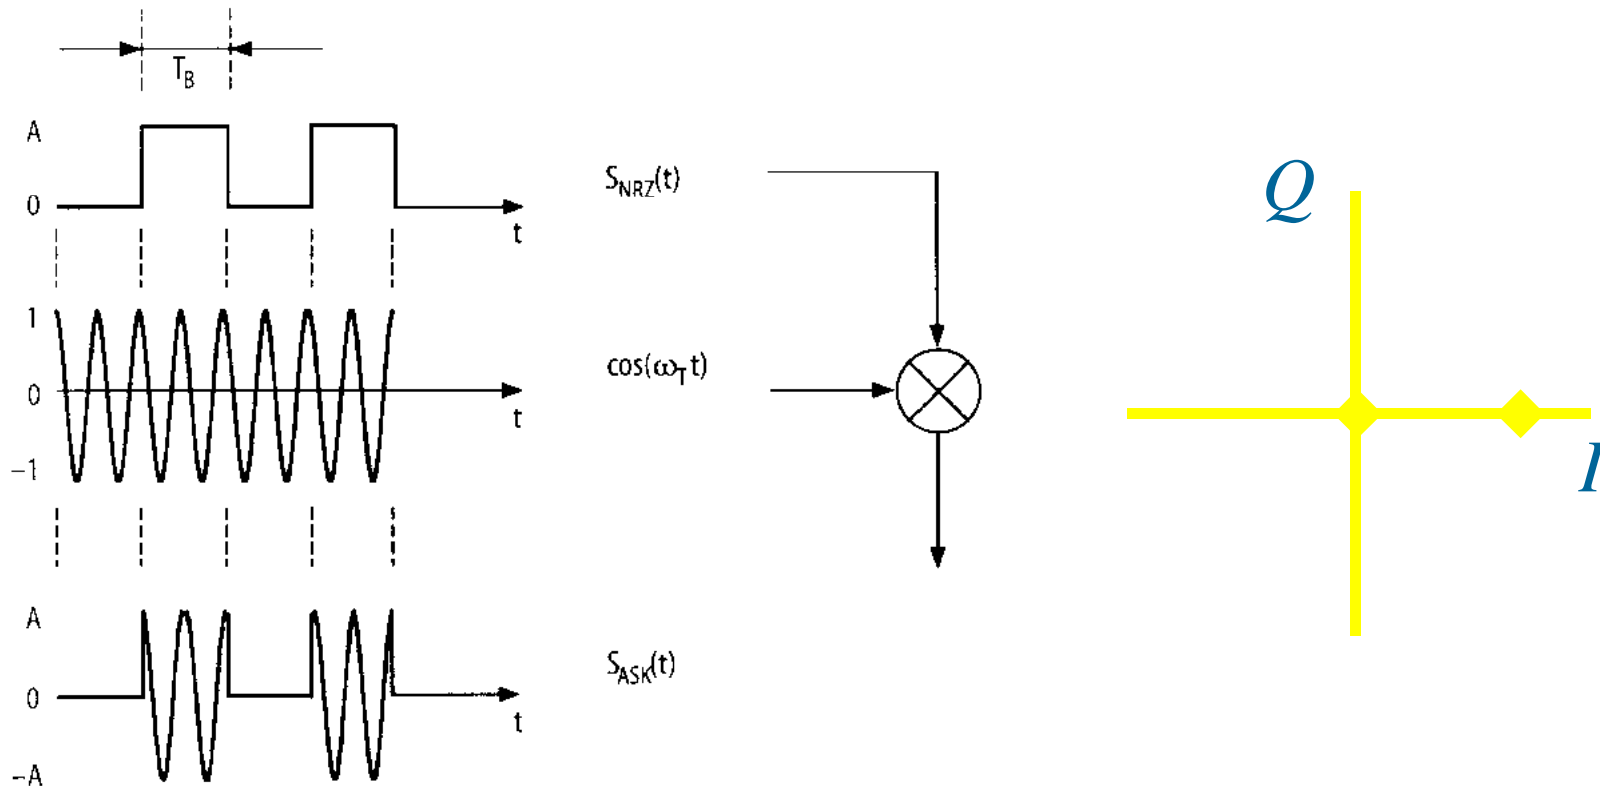 T_B
A
0
t
S_NRZ(t)
Q
1
0
-1
t
cos(ω_T t)
I
A
0
-A
t
S_ASK(t)